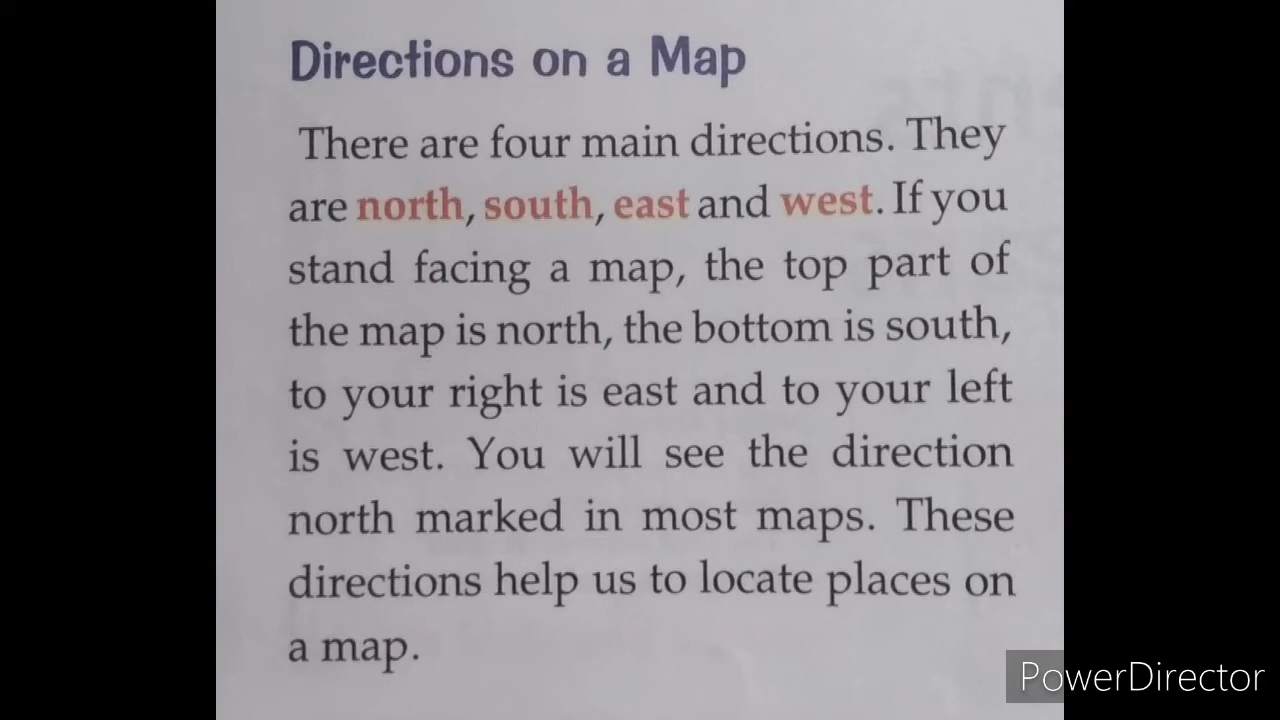 Directions on a Map
There are four main directions. They
are north, south, east and west. If you
stand facing a map, the top part of
the map is north, the bottom is south,
to your right is east and to your left
is west. You will see the direction
north marked in most maps. These
directions help us to locate places on
a map.
PowerDirector